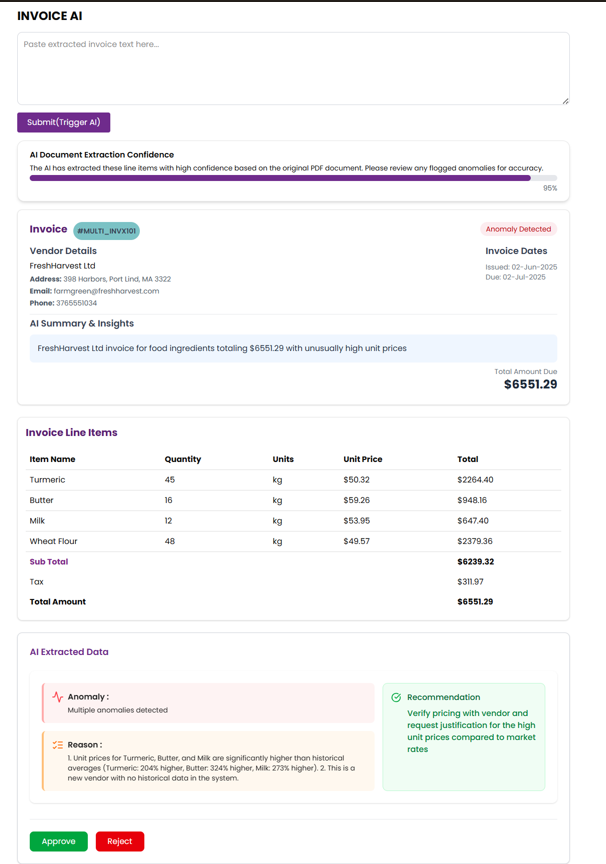 INVOICE AI
Paste extracted invoice text here...
Submit(Trigger AI)
AI Document Extraction Confidence
The AI has extracted these line items with high confidence based on the original PDF document. Please review any flogged anomalies for accuracy.
95%
Invoice #MULTI_INVX101 Anomaly Detected
Vendor Details Invoice Dates
FreshHarvest Ltd
Issued: 02-Jun-2025
Address: 398 Harbors, Port Lind, MA 3322
Due: 02-Jul-2025
Email: formgreen@freshharvest.com
Phone: 3765551034
AI Summary & Insights
FreshHarvest Ltd invoice for food ingredients totaling $6551.29 with unusually high unit prices
Total Amount Due
$6551.29
Invoice Line Items
Item Name Quantity Units Unit Price Total
Turmeric 45 kg $50.32 $2264.40
Butter 16 kg $59.26 $948.16
Milk 12 kg $53.95 $647.40
Wheat Flour 48 kg $49.57 $2379.36
Sub Total $6239.32
Tax $311.97
Total Amount $6551.29
AI Extracted Data
Anomaly :
Multiple anomalies detected
Reason :
1. Unit prices for Turmeric, Butter, and Milk are significantly higher than historical
averages (Turmeric: 204% higher, Butter: 324% higher, Milk: 273% higher). 2. This is a
new vendor with no historical data in the system.
Recommendation
Verify pricing with vendor and
request justification for the high
unit prices compared to market
rates
Approve Reject